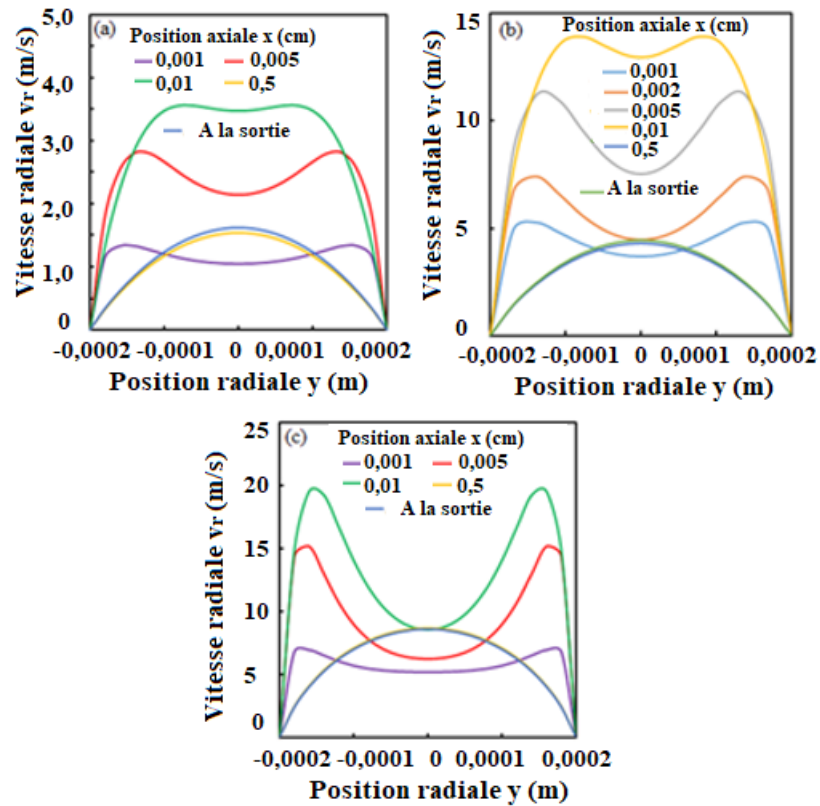 (a)
5,0
4,0
3,0
2,0
1,0
0
Vitesse radiale vr (m/s)
Position axiale x (cm)
0,001 0,005
0,01 0,5
A la sortie
-0,0002 -0,0001 0 0,0001 0,0002
Position radiale y (m)
(b)
15
10
5
0
Vitesse radiale vr (m/s)
Position axiale x (cm)
0,001
0,002
0,005
0,01
0,5
A la sortie
-0,0002 -0,0001 0 0,0001 0,0002
Position radiale y (m)
(c)
25
20
15
10
5
0
Vitesse radiale vr (m/s)
Position axiale x (cm)
0,001 0,005
0,01 0,5
A la sortie
-0,0002 -0,0001 0 0,0001 0,0002
Position radiale y (m)